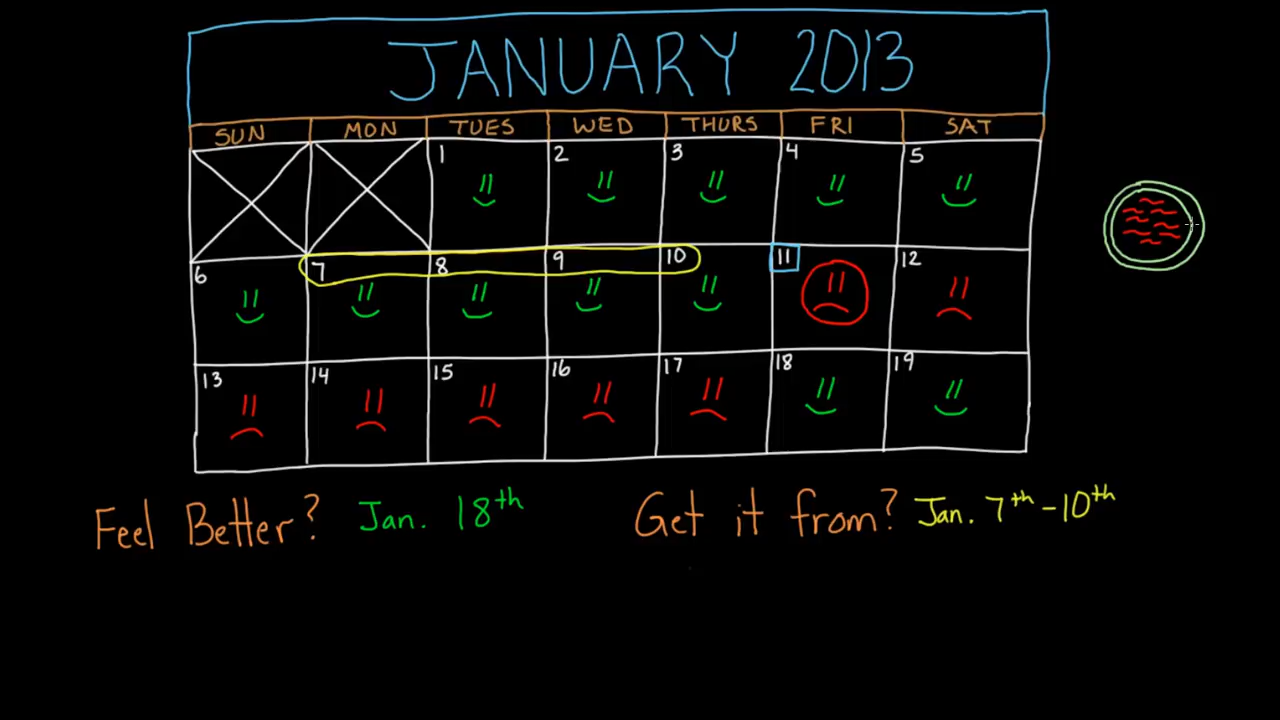 JANUARY 2013
SUN MON TUES WED THURS FRI SAT
1 2 3 4 5
6 7 8 9 10 11 12
13 14 15 16 17 18 19
Feel Better? Jan. 18th Get it from? Jan. 7th-10th